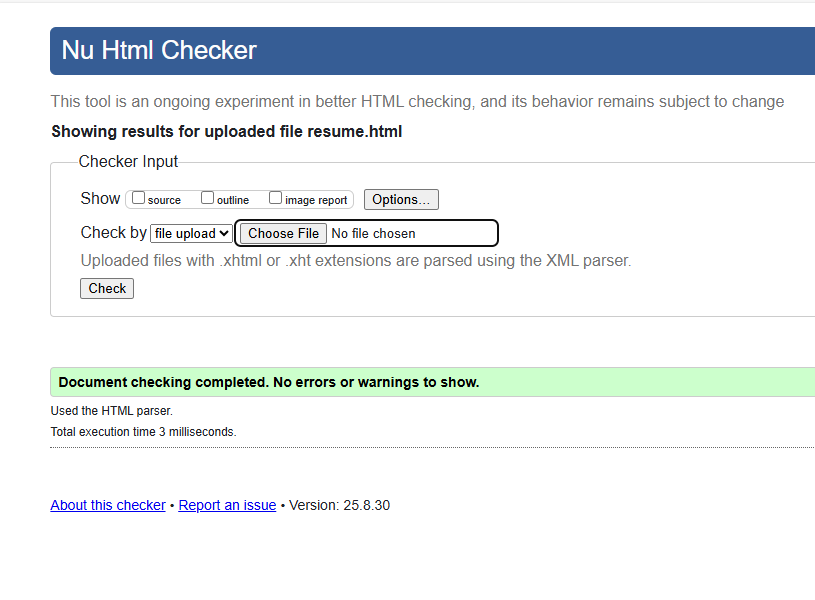 Nu Html Checker
This tool is an ongoing experiment in better HTML checking, and its behavior remains subject to change
Showing results for uploaded file resume.html
Checker Input
Show source outline image report Options...
Check by file upload Choose File No file chosen
Uploaded files with .xhtml or .xht extensions are parsed using the XML parser.
Check
Document checking completed. No errors or warnings to show.
Used the HTML parser.
Total execution time 3 milliseconds.
About this checker • Report an issue • Version: 25.8.30